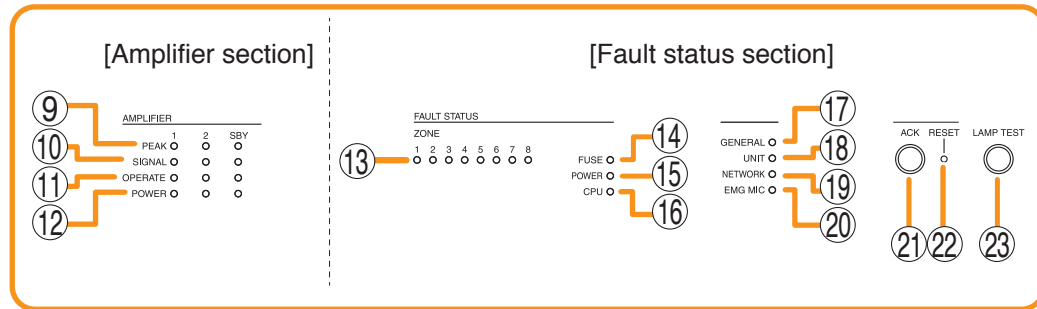 [Amplifier section]
[Fault status section]
AMPLIFIER
1 2 SBY
⑨ PEAK
⑩ SIGNAL
⑪ OPERATE
⑫ POWER
FAULT STATUS
ZONE
⑬ 1 2 3 4 5 6 7 8
FUSE ⑭
POWER ⑮
CPU ⑯
GENERAL ⑰
UNIT ⑱
NETWORK ⑲
EMG MIC ⑳
ACK RESET LAMP TEST
㉑ ㉒ ㉓